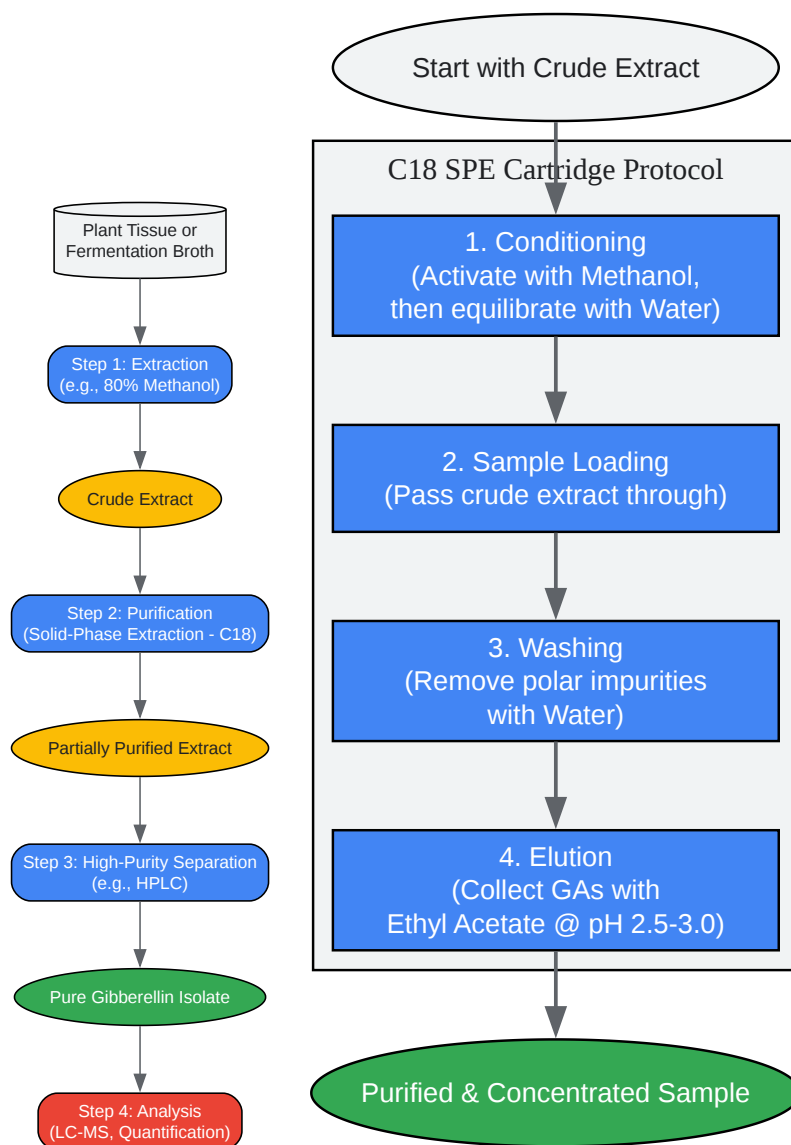 Plant Tissue or
Fermentation Broth
Step 1: Extraction
(e.g., 80% Methanol)
Crude Extract
Step 2: Purification
(Solid-Phase Extraction - C18)
Partially Purified Extract
Step 3: High-Purity Separation
(e.g., HPLC)
Pure Gibberellin Isolate
Step 4: Analysis
(LC-MS, Quantification)
Start with Crude Extract
C18 SPE Cartridge Protocol
1. Conditioning
(Activate with Methanol,
then equilibrate with Water)
2. Sample Loading
(Pass crude extract through)
3. Washing
(Remove polar impurities
with Water)
4. Elution
(Collect GAs with
Ethyl Acetate @ pH 2.5-3.0)
Purified & Concentrated Sample